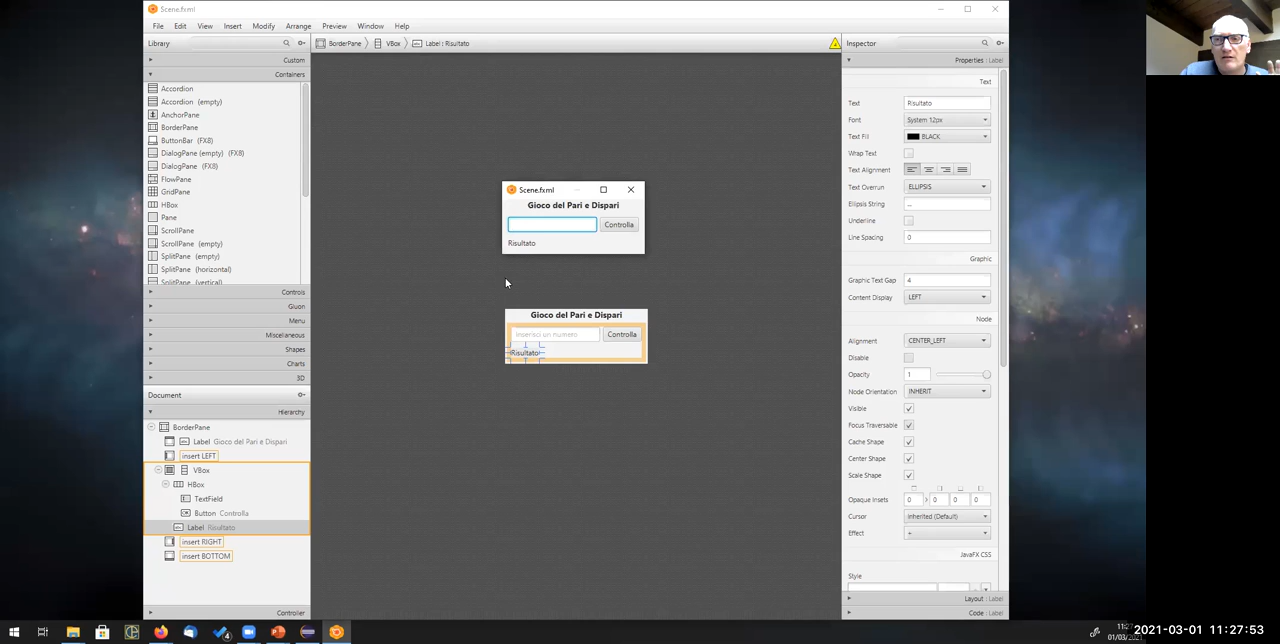 Scene.fxml
File Edit View Insert Modify Arrange Preview Window Help
Library
BorderPane VBox Label : Risultato
Inspector
Custom
Containers
Accordion
Accordion (empty)
AnchorPane
BorderPane
ButtonBar (FX8)
DialogPane (empty) (FX8)
DialogPane (FX8)
FlowPane
GridPane
HBox
Pane
ScrollPane
ScrollPane (empty)
SplitPane (empty)
SplitPane (horizontal)
SplitPane (vertical)
Controls
Gluon
Menu
Miscellaneous
Shapes
Charts
3D
Document
Hierarchy
BorderPane
Label Gioco del Pari e Dispari
insert LEFT
VBox
HBox
TextField
Button Controlla
Label Risultato
insert RIGHT
insert BOTTOM
Controller
Scene.fxml
Gioco del Pari e Dispari
Controlla
Risultato
Gioco del Pari e Dispari
Inserisci un numero Controlla
Risultato
Properties : Label
Text
Text Risultato
Font System 12px
Text Fill BLACK
Wrap Text
Text Alignment
Text Overrun ELLIPSIS
Ellipsis String ...
Underline
Line Spacing 0
Graphic
Graphic Text Gap 4
Content Display LEFT
Node
Alignment CENTER_LEFT
Disable
Opacity 1
Node Orientation INHERIT
Visible
Focus Traversable
Cache Shape
Center Shape
Scale Shape
Opaque Insets 0 0 0 0
Cursor Inherited (Default)
Effect +
JavaFX CSS
Style
Layout : Label
Code : Label
01/03/2021
2021-03-01 11:27:53